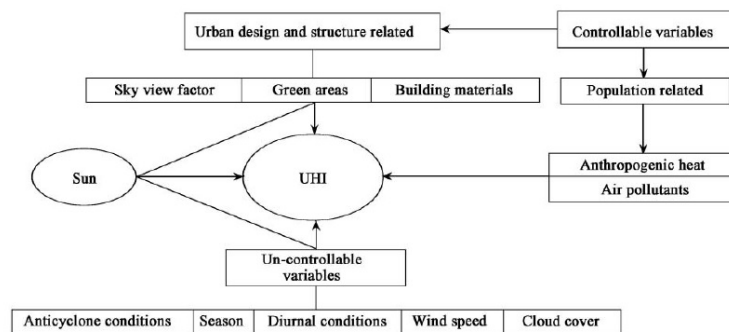 Urban design and structure related
Controllable variables
Sky view factor
Green areas
Building materials
Population related
Sun
UHI
Anthropogenic heat
Air pollutants
Un-controllable
variables
Anticyclone conditions
Season
Diurnal conditions
Wind speed
Cloud cover